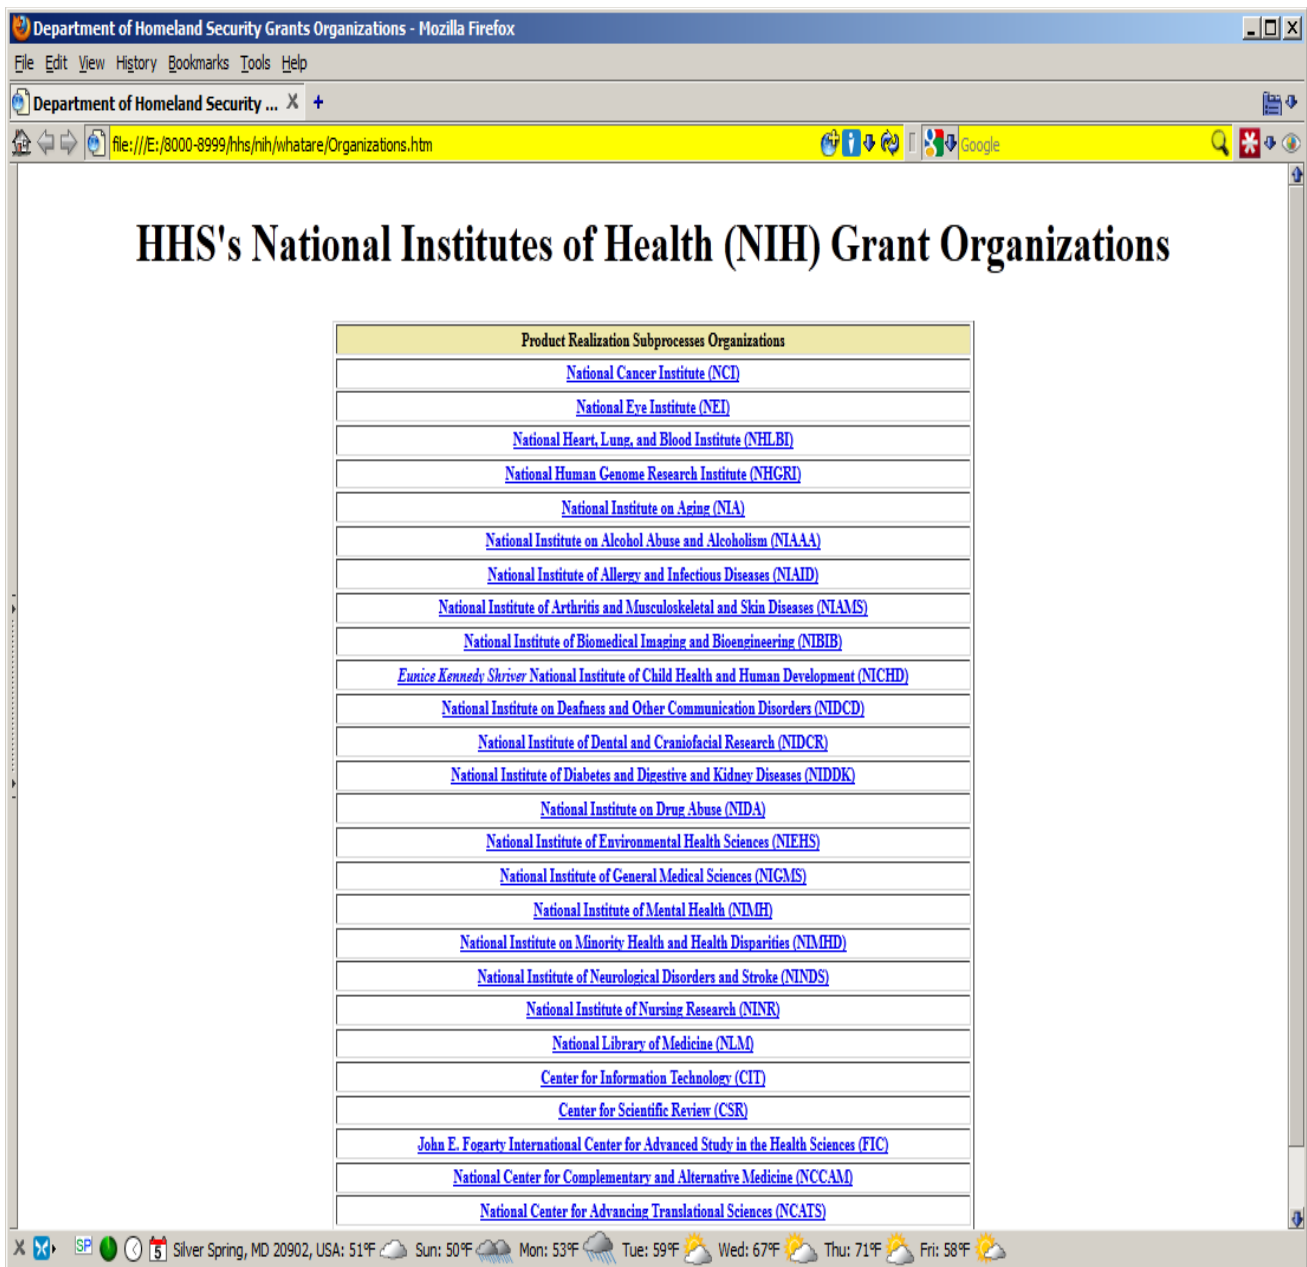 Department of Homeland Security Grants Organizations - Mozilla Firefox
File Edit View History Bookmarks Tools Help
Department of Homeland Security ... X +
file:///E:/8000-8999/hhs/nih/whatare/Organizations.htm Google
HHS's National Institutes of Health (NIH) Grant Organizations
Product Realization Subprocesses Organizations
National Cancer Institute (NCI)
National Eye Institute (NEI)
National Heart, Lung, and Blood Institute (NHLBI)
National Human Genome Research Institute (NHGRI)
National Institute on Aging (NIA)
National Institute on Alcohol Abuse and Alcoholism (NIAAA)
National Institute of Allergy and Infectious Diseases (NIAID)
National Institute of Arthritis and Musculoskeletal and Skin Diseases (NIAMS)
National Institute of Biomedical Imaging and Bioengineering (NIBIB)
Eunice Kennedy Shriver National Institute of Child Health and Human Development (NICHD)
National Institute on Deafness and Other Communication Disorders (NIDCD)
National Institute of Dental and Craniofacial Research (NIDCR)
National Institute of Diabetes and Digestive and Kidney Diseases (NIDDK)
National Institute on Drug Abuse (NIDA)
National Institute of Environmental Health Sciences (NIEHS)
National Institute of General Medical Sciences (NIGMS)
National Institute of Mental Health (NIMH)
National Institute on Minority Health and Health Disparities (NIMHD)
National Institute of Neurological Disorders and Stroke (NINDS)
National Institute of Nursing Research (NINR)
National Library of Medicine (NLM)
Center for Information Technology (CIT)
Center for Scientific Review (CSR)
John E. Fogarty International Center for Advanced Study in the Health Sciences (FIC)
National Center for Complementary and Alternative Medicine (NCCAM)
National Center for Advancing Translational Sciences (NCATS)
SP 5 Silver Spring, MD 20902, USA: 51°F Sun: 50°F Mon: 53°F Tue: 59°F Wed: 67°F Thu: 71°F Fri: 58°F